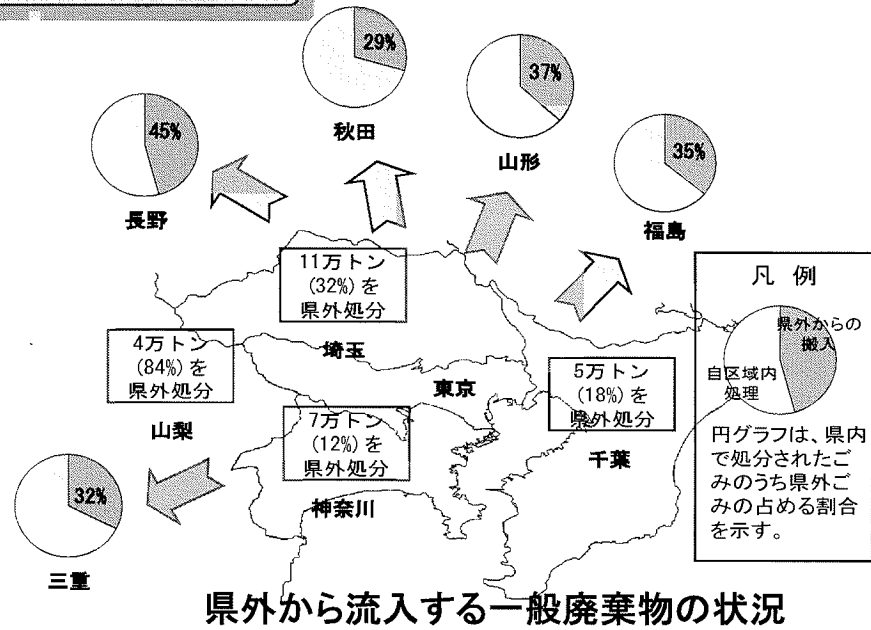 29%
秋田
37%
山形
45%
長野
35%
福島
11万トン
(32%)を
県外処分
埼玉
4万トン
(84%)を
県外処分
山梨
東京
7万トン
(12%)を
県外処分
神奈川
5万トン
(18%)を
県外処分
千葉
32%
三重
凡 例
県外からの
搬入
自区域内
処理
円グラフは、県内
で処分されたご
みのうち県外ご
みの占める割合
を示す。
県外から流入する一般廃棄物の状況